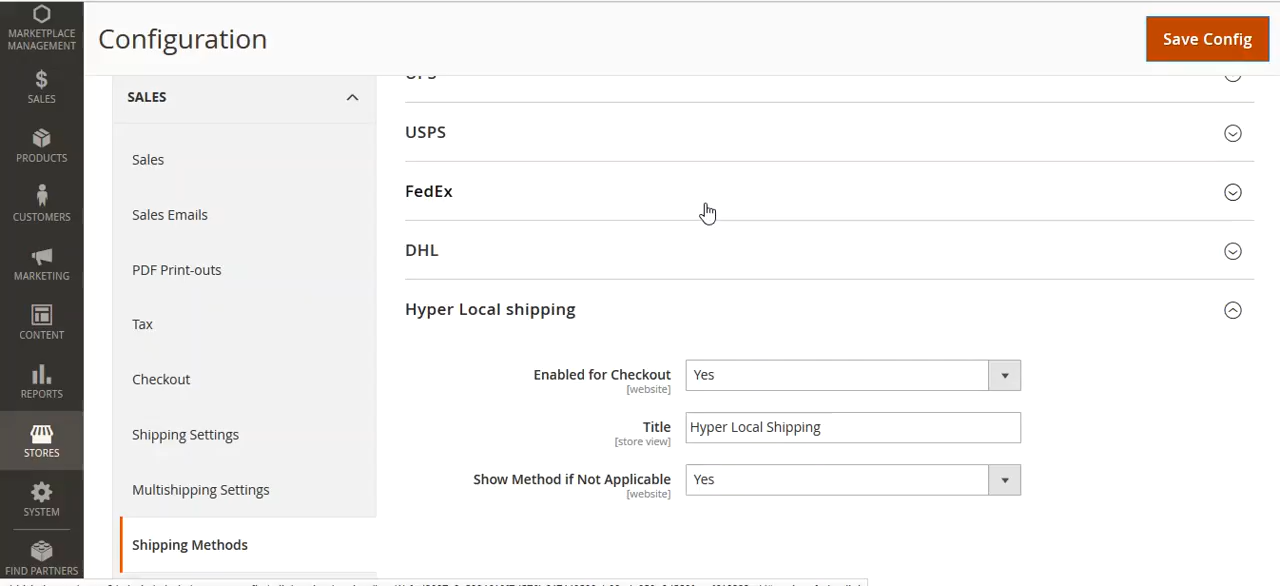 MARKETPLACE
MANAGEMENT
SALES
PRODUCTS
CUSTOMERS
MARKETING
CONTENT
REPORTS
STORES
SYSTEM
FIND PARTNERS
Configuration
Save Config
SALES
Sales
Sales Emails
PDF Print-outs
Tax
Checkout
Shipping Settings
Multishipping Settings
Shipping Methods
UPS
USPS
FedEx
DHL
Hyper Local shipping
Enabled for Checkout
[website]
Yes
Title
[store view]
Hyper Local Shipping
Show Method if Not Applicable
[website]
Yes